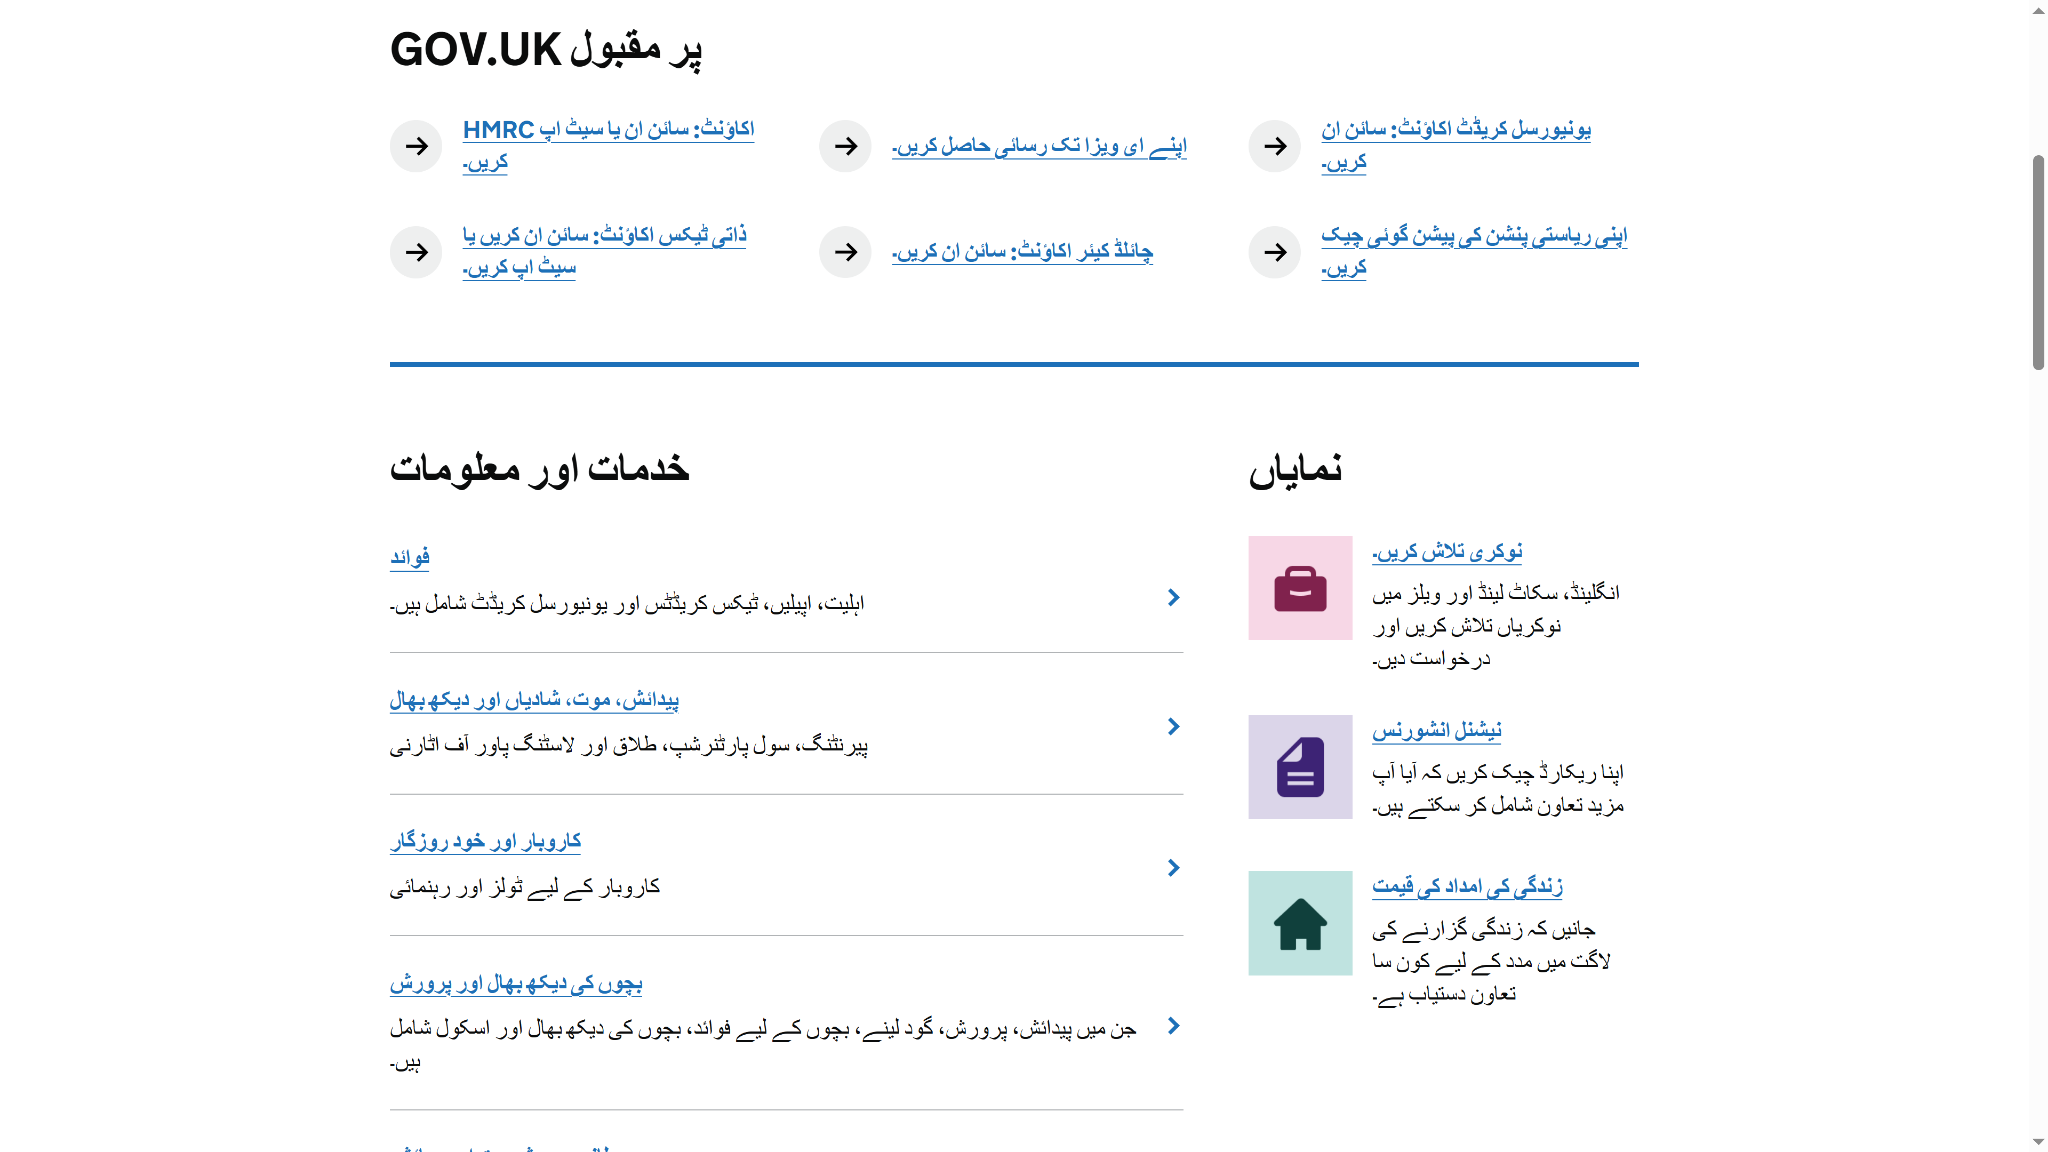 GOV.UK پر مقبول
HMRC اکاؤنٹ: سائن ان یا سیٹ اپ
کریں۔
اپنے ای ویزا تک رسائی حاصل کریں۔
یونیورسل کریڈٹ اکاؤنٹ: سائن ان
کریں۔
ذاتی ٹیکس اکاؤنٹ: سائن ان کریں یا
سیٹ اپ کریں۔
چائلڈ کیئر اکاؤنٹ: سائن ان کریں۔
اپنی ریاستی پنشن کی پیشن گوئی چیک
کریں۔
خدمات اور معلومات
فوائد
اہلیت، اپیلیں، ٹیکس کریڈٹس اور یونیورسل کریڈٹ شامل ہیں۔
پیدائش، موت، شادیاں اور دیکھ بھال
پیرنٹنگ، سول پارٹنرشپ، طلاق اور لاسٹنگ پاور آف اٹارنی
کاروبار اور خود روزگار
کاروبار کے لیے ٹولز اور رہنمائی
بچوں کی دیکھ بھال اور پرورش
جن میں پیدائش، پرورش، گود لینے، بچوں کے لیے فوائد، بچوں کی دیکھ بھال اور اسکول شامل
ہیں۔
نمایاں
نوکری تلاش کریں۔
انگلینڈ، سکاٹ لینڈ اور ویلز میں
نوکریاں تلاش کریں اور
درخواست دیں۔
نیشنل انشورنس
اپنا ریکارڈ چیک کریں کہ آیا آپ
مزید تعاون شامل کر سکتے ہیں۔
زندگی کی امداد کی قیمت
جانیں کہ زندگی گزارنے کی
لاگت میں مدد کے لیے کون سا
تعاون دستیاب ہے۔